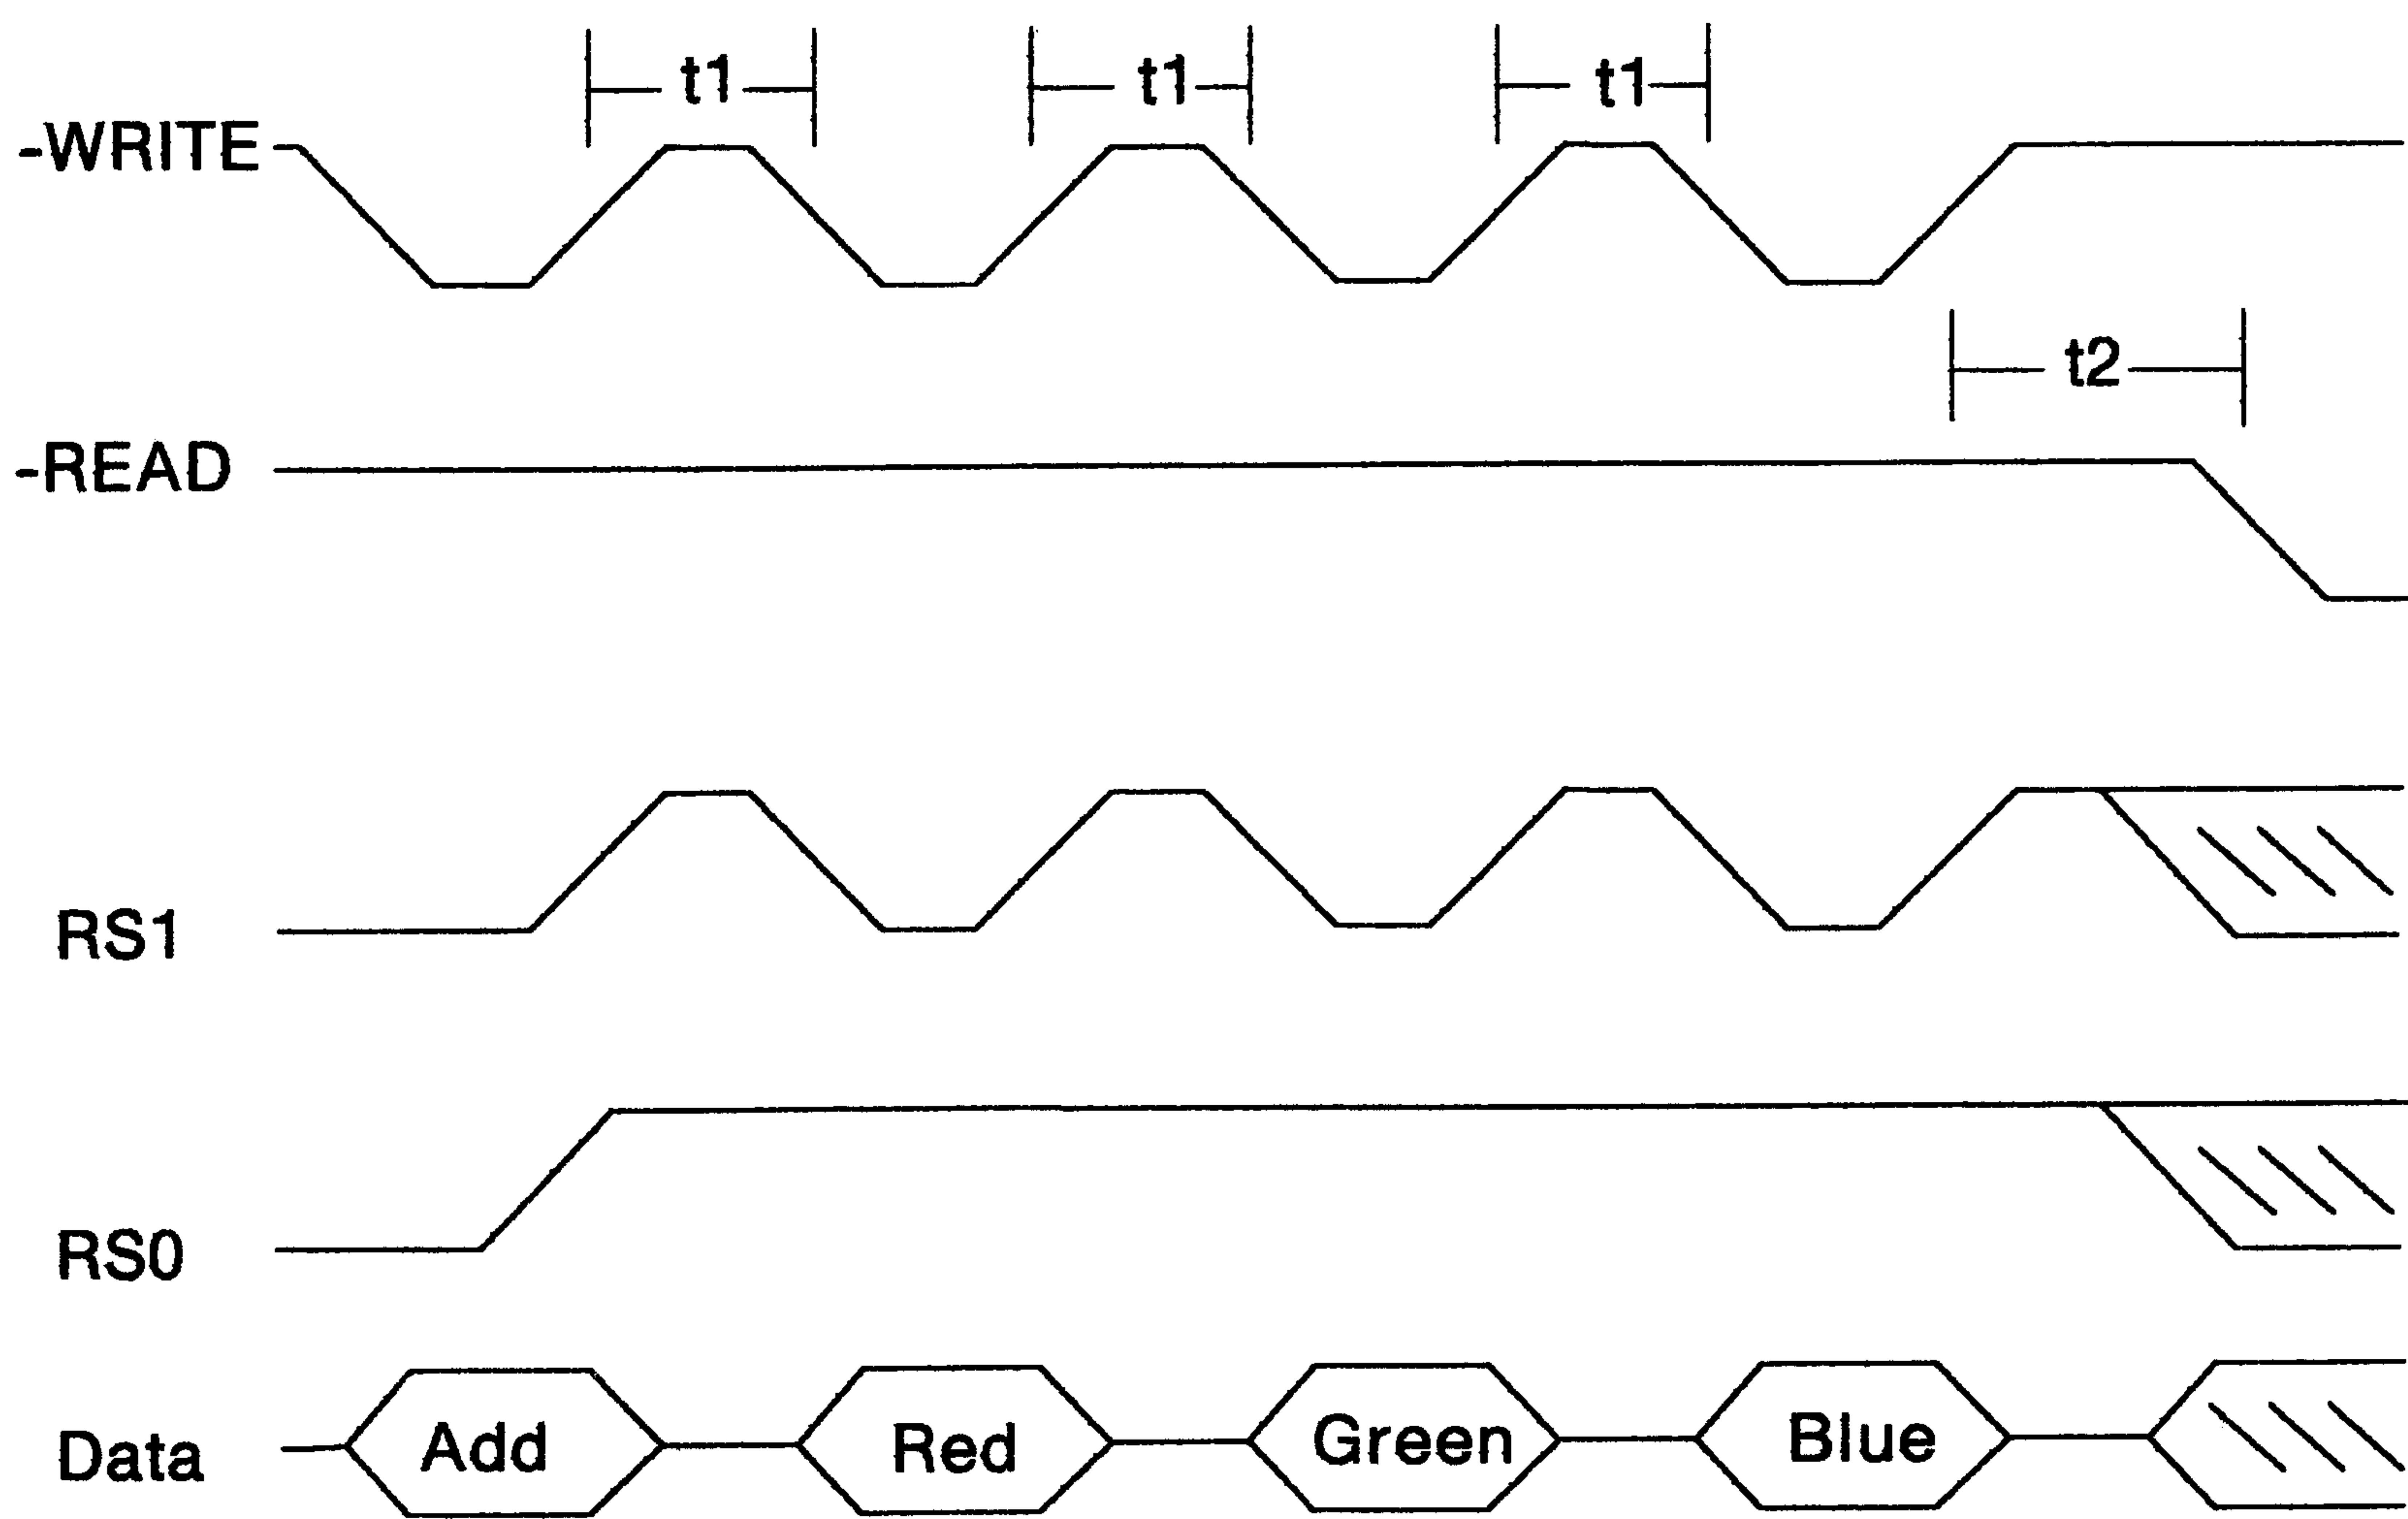 t1 t1 t1
-WRITE
t2
-READ
RS1
RS0
Data Add Red Green Blue